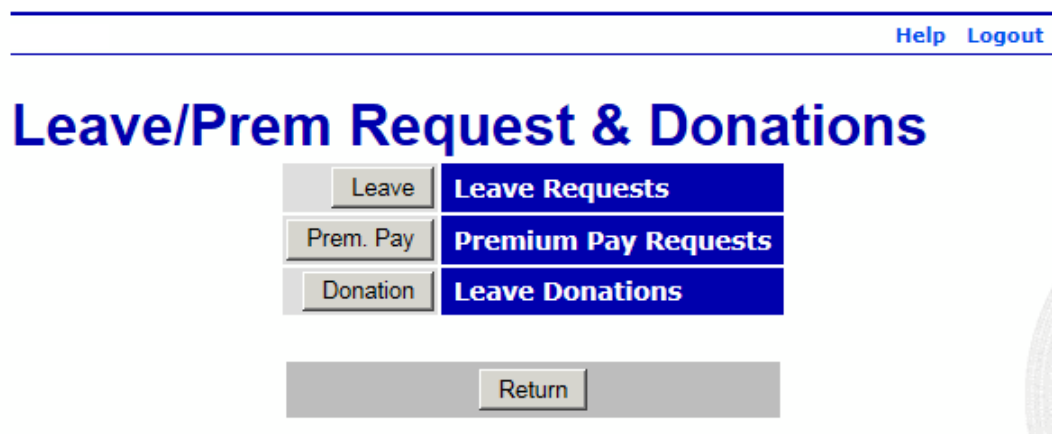 Help Logout
Leave/Prem Request & Donations
Leave Leave Requests
Prem. Pay Premium Pay Requests
Donation Leave Donations
Return